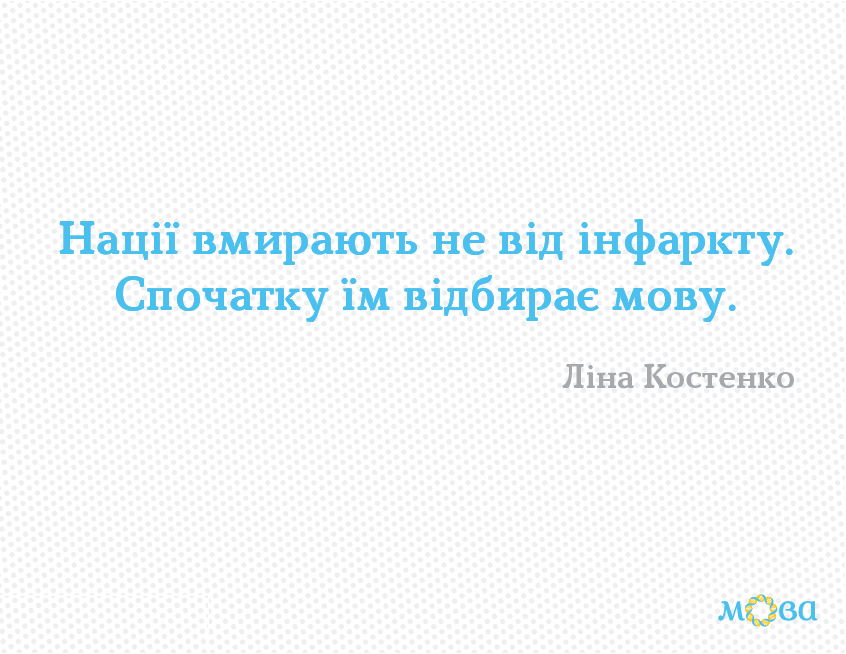 Нації вмирають не від інфаркту.
Спочатку їм відбирає мову.
Ліна Костенко
мова